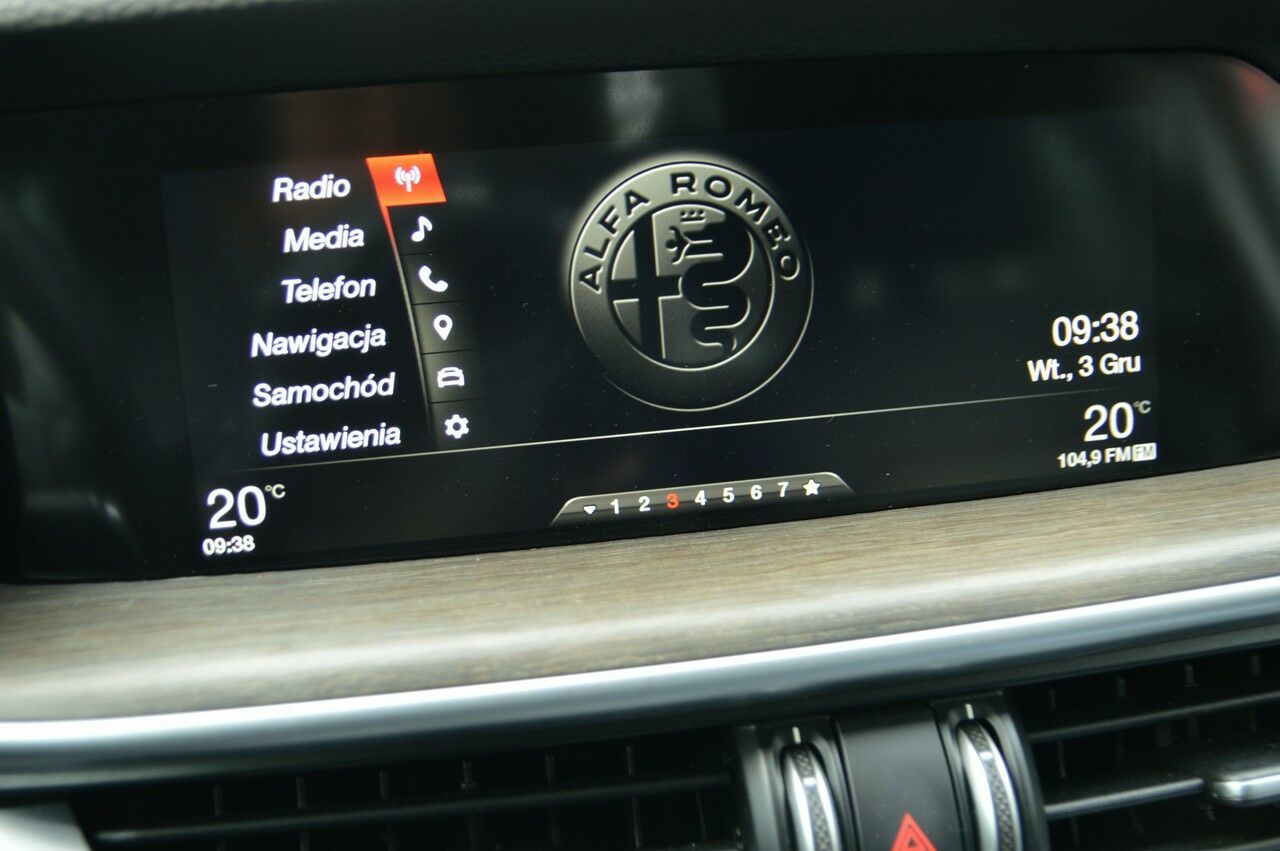 Radio
Media
Telefon
Nawigacja
Samochód
Ustawienia
ALFA ROMEO
09:38
Wt., 3 Gru
20°C
104,9 FM FM
20°C
09:38
1 2 3 4 5 6 7